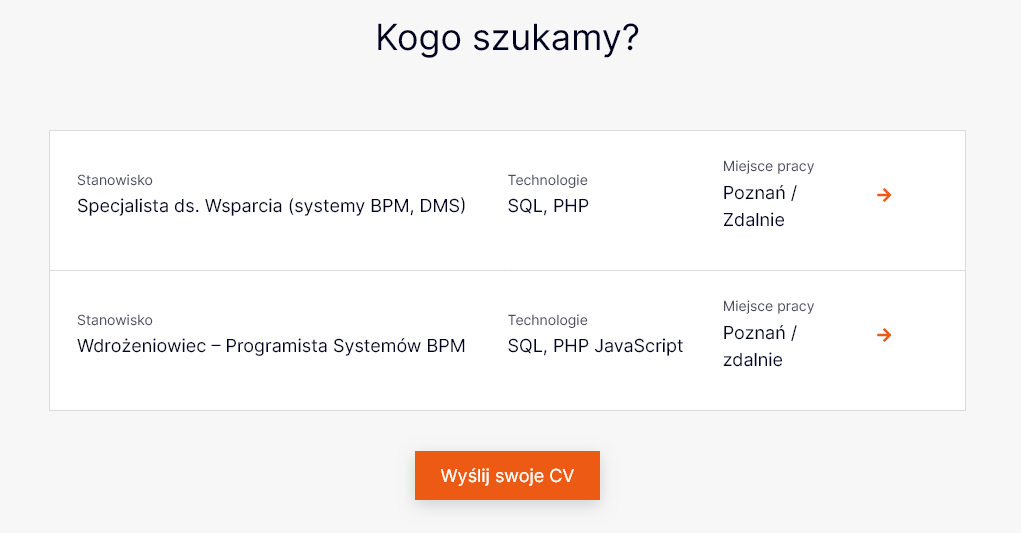 Kogo szukamy?
Stanowisko
Specjalista ds. Wsparcia (systemy BPM, DMS)
Technologie
SQL, PHP
Miejsce pracy
Poznań /
Zdalnie
Stanowisko
Wdrożeniowiec – Programista Systemów BPM
Technologie
SQL, PHP JavaScript
Miejsce pracy
Poznań /
zdalnie
Wyślij swoje CV